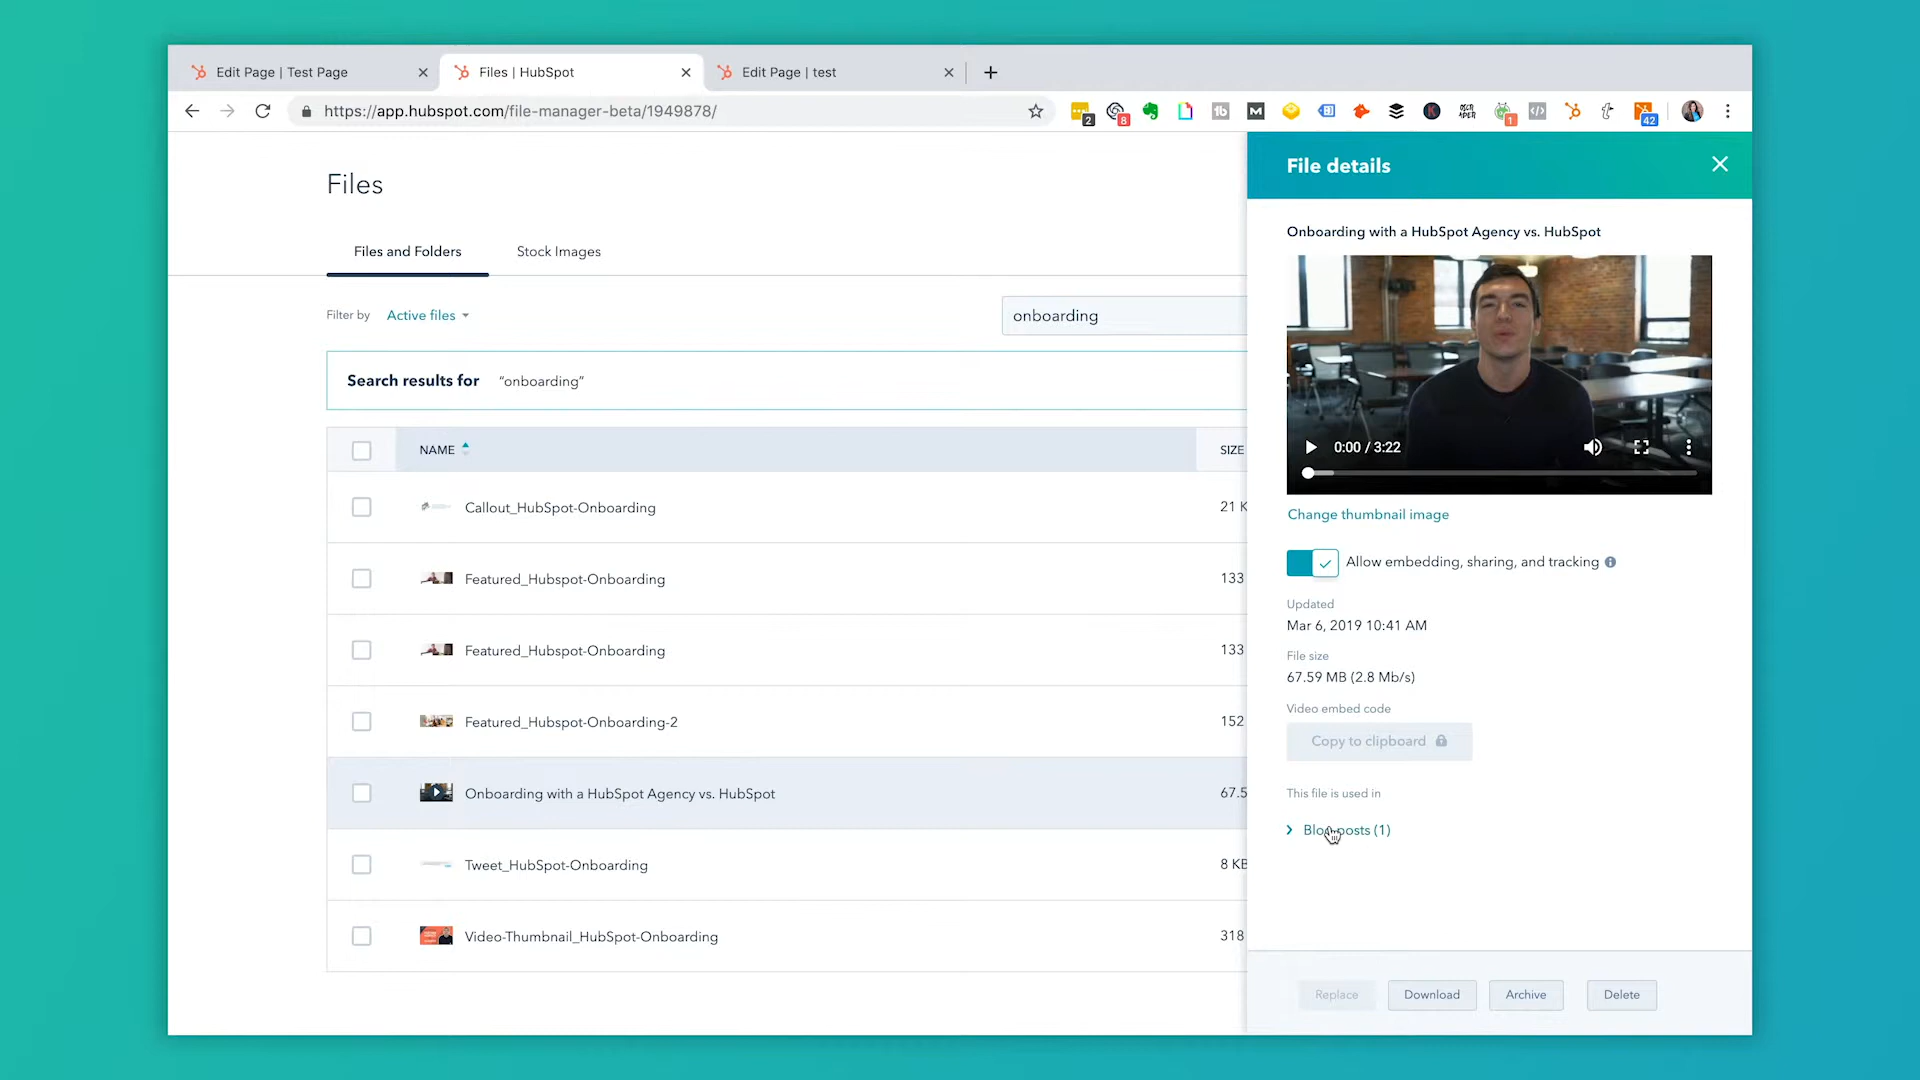 Edit Page | Test Page
Files | HubSpot
Edit Page | test
https://app.hubspot.com/file-manager-beta/1949878/
2
8
1
42
Files
Files and Folders
Stock Images
Filter by
Active files
onboarding
Search results for
“onboarding”
NAME
SIZE
Callout_HubSpot-Onboarding
21 K
Featured_Hubspot-Onboarding
133
Featured_Hubspot-Onboarding
133
Featured_Hubspot-Onboarding-2
152
Onboarding with a HubSpot Agency vs. HubSpot
67.5
Tweet_HubSpot-Onboarding
8 KB
Video-Thumbnail_HubSpot-Onboarding
318
File details
Onboarding with a HubSpot Agency vs. HubSpot
0:00 / 3:22
Change thumbnail image
Allow embedding, sharing, and tracking
Updated
Mar 6, 2019 10:41 AM
File size
67.59 MB (2.8 Mb/s)
Video embed code
Copy to clipboard
This file is used in
Blog posts (1)
Replace
Download
Archive
Delete